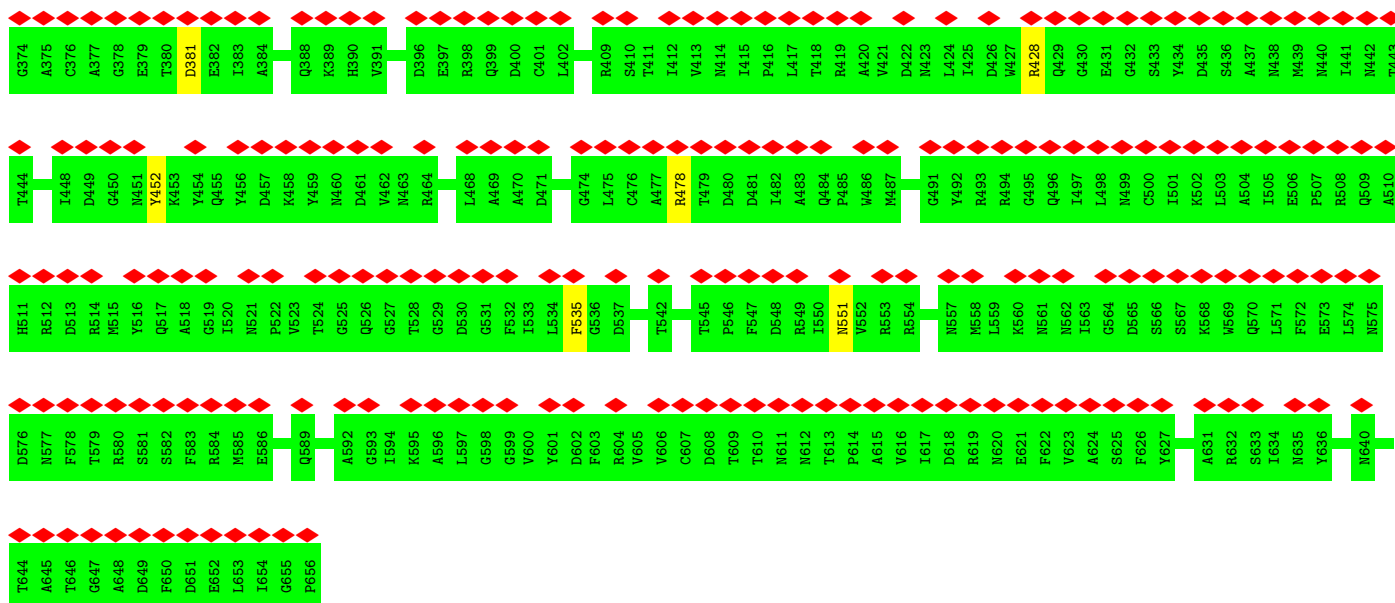 G374 A375 C376 A377 G378 E379 T380 D381 E382 I383 A384 Q388 K389 H390 V391 D396 E397 R398 Q399 D400 C401 L402 R409 S410 T411 I412 V413 N414 I415 P416 L417 T418 R419 A420 V421 D422 N423 L424 I425 D426 W427 R428 Q429 G430 E431 G432 S433 Y434 D435 S436 A437 N438 M439 N440 I441 N442 T443
T444 I448 D449 G450 N451 Y452 K453 Y454 Q455 Y456 D457 K458 Y459 N460 D461 V462 N463 R464 L468 A469 A470 D471 G474 L475 C476 A477 R478 T479 D480 D481 I482 A483 Q484 P485 W486 M487 G491 Y492 R493 R494 G495 Q496 I497 L498 N499 C500 I501 K502 L503 A504 I505 E506 P507 R508 Q509 A510
H511 R512 D513 R514 M515 Y516 Q517 A518 G519 I520 N521 P522 V523 T524 G525 Q526 G527 T528 G529 D530 G531 F532 I533 L534 F535 G536 D537 T542 T545 P546 F547 D548 R549 I550 N551 V552 R553 R554 N557 M558 L559 K560 N561 N562 I563 G564 D565 S566 S567 K568 W569 Q570 L571 F572 E573 L574 N575
D576 N577 F578 T579 R580 S581 S582 F583 R584 M585 E586 Q589 A592 G593 I594 K595 A596 L597 G598 G599 V600 Y601 D602 F603 R604 V605 V606 C607 D608 T609 T610 N611 N612 T613 P614 A615 V616 I617 D618 R619 N620 E621 F622 V623 A624 S625 F626 Y627 A631 R632 S633 I634 N635 Y636 N640
T644 A645 T646 G647 A648 D649 F650 D651 E652 L653 I654 G655 P656